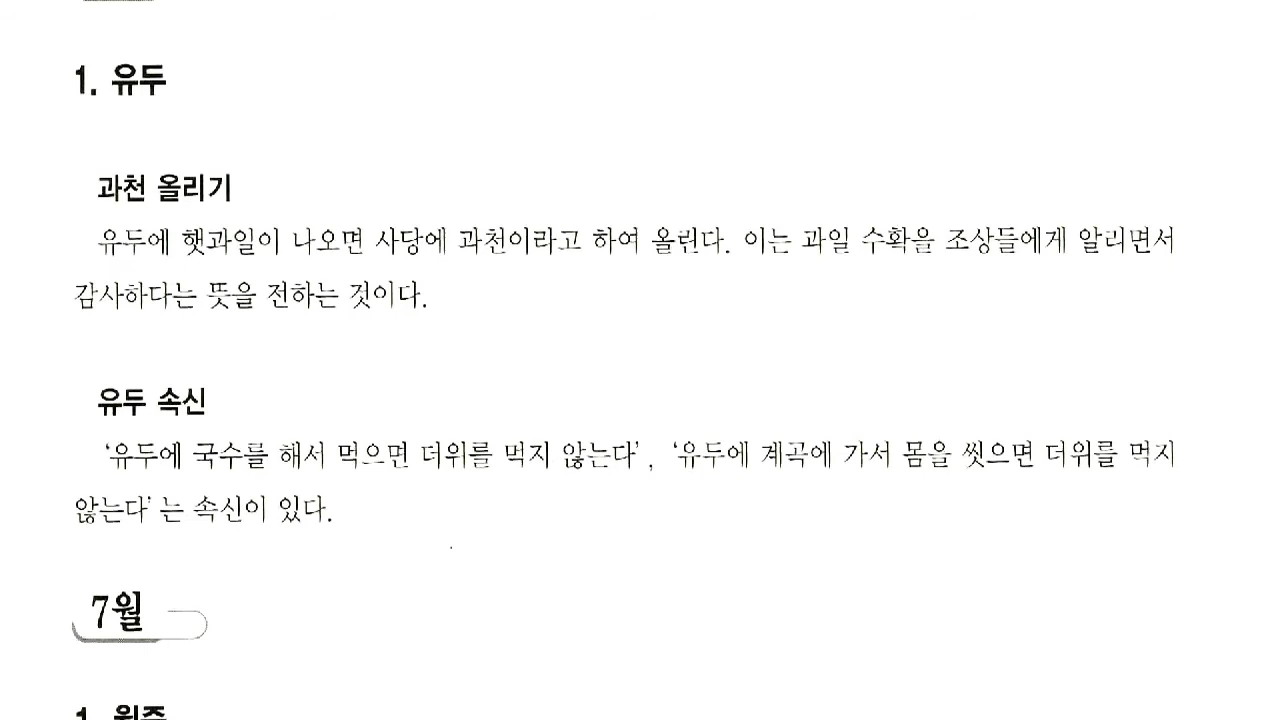 1. 유두
과천 올리기
유두에 햇과일이 나오면 사당에 과천이라고 하여 올린다. 이는 과일 수확을 조상들에게 알리면서
감사하다는 뜻을 전하는 것이다.
유두 속신
‘유두에 국수를 해서 먹으면 더위를 먹지 않는다’, ‘유두에 계곡에 가서 몸을 씻으면 더위를 먹지
않는다’는 속신이 있다.
7월
1.